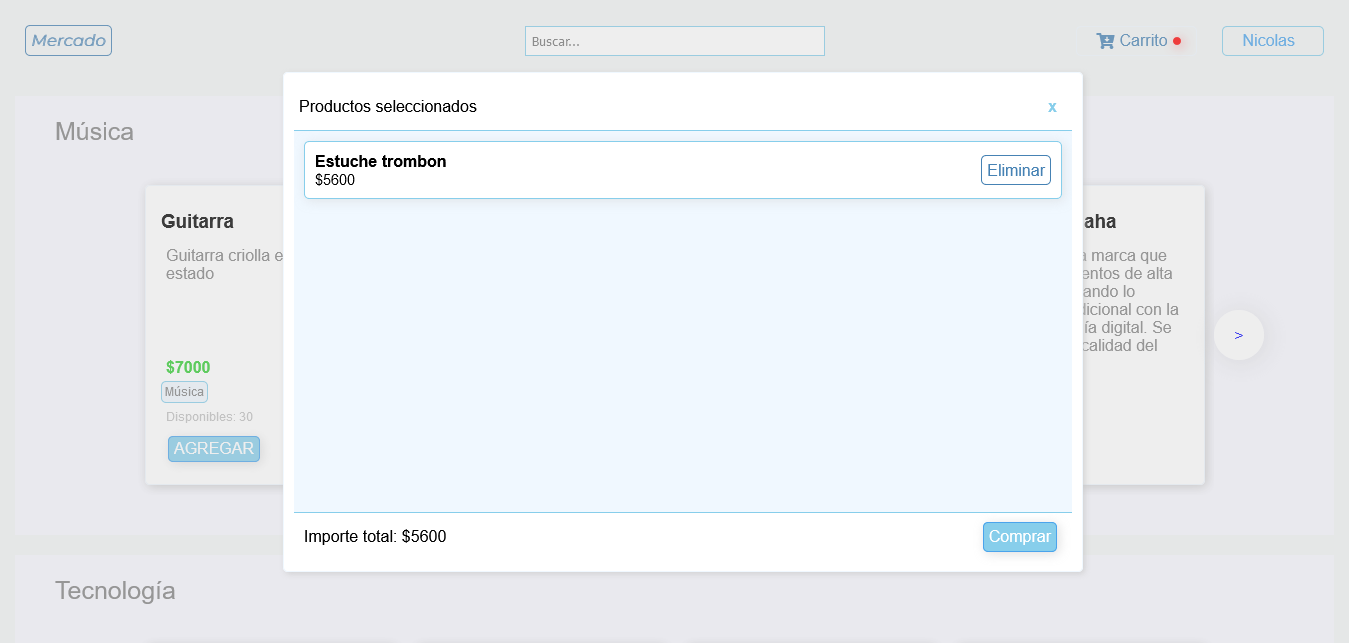 Mercado
Buscar...
Carrito
Nicolas
Productos seleccionados
x
Estuche trombon
$5600
Eliminar
Importe total: $5600
Comprar
Música
Guitarra
Guitarra criolla e
estado
$7000
Música
Disponibles: 30
AGREGAR
aha
marca que
entos de alta
ando lo
dicional con la
ía digital. Se
calidad del
>
Tecnología